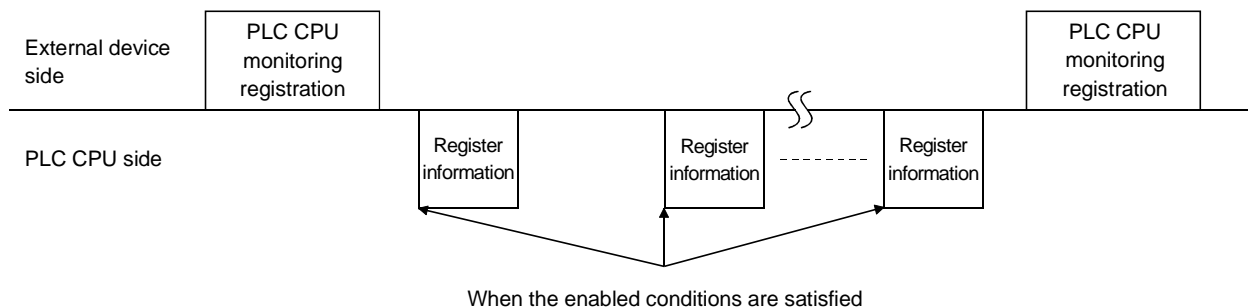 External device
side
PLC CPU
monitoring
registration
PLC CPU
monitoring
registration
PLC CPU side
Register
information
Register
information
Register
information
When the enabled conditions are satisfied